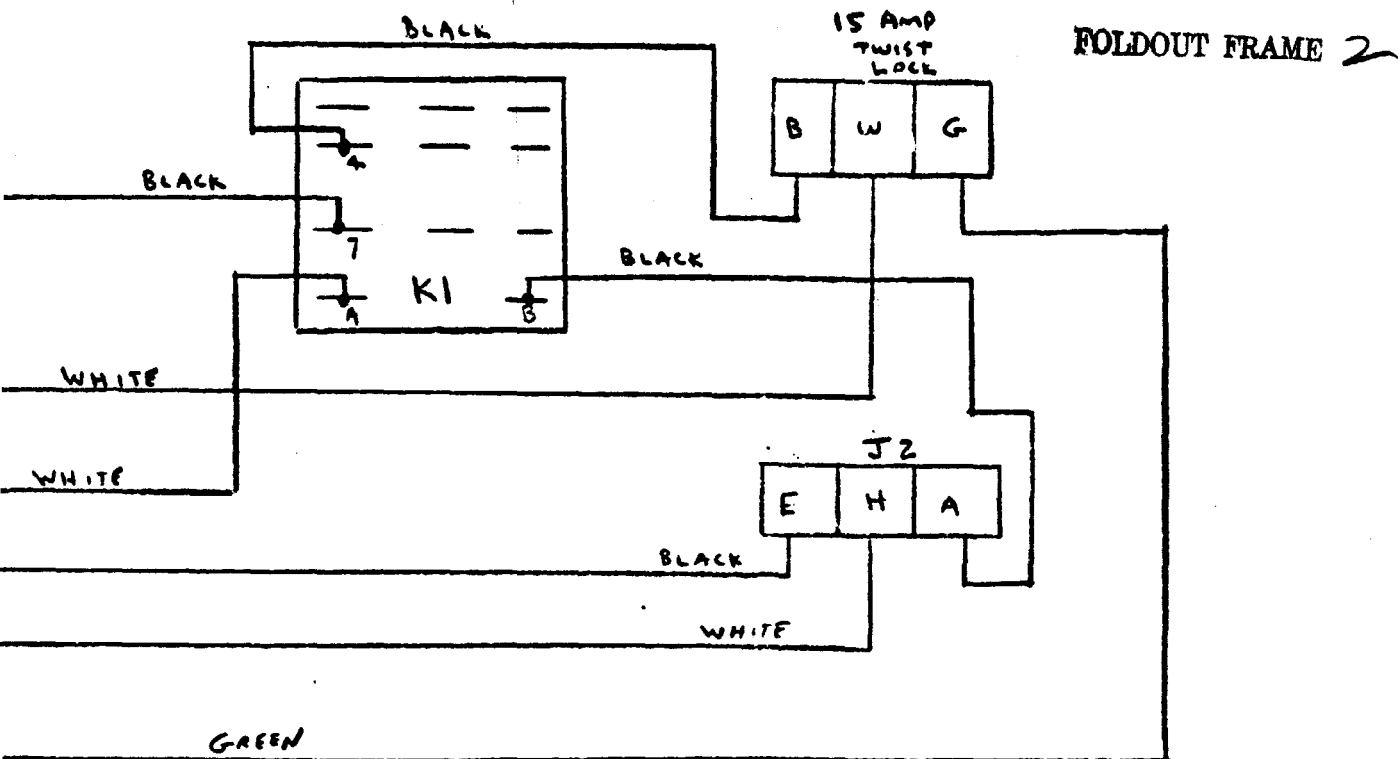 BLACK
15 AMP
TWIST
LOCK
FOLDOUT FRAME 2
B W G
4
BLACK
7
BLACK
K1
A
B
WHITE
J2
WHITE
E H A
BLACK
WHITE
GREEN